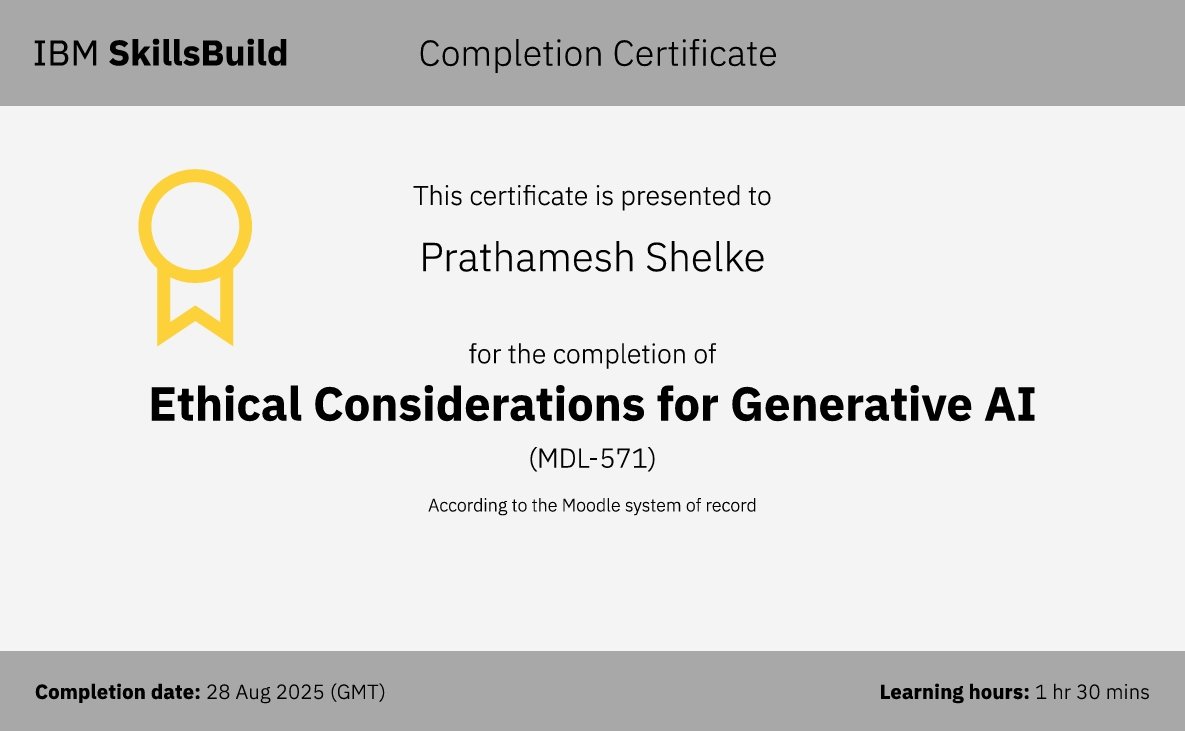 IBM SkillsBuild
Completion Certificate
This certificate is presented to
Prathamesh Shelke
for the completion of
Ethical Considerations for Generative AI
(MDL-571)
According to the Moodle system of record
Completion date: 28 Aug 2025 (GMT)
Learning hours: 1 hr 30 mins